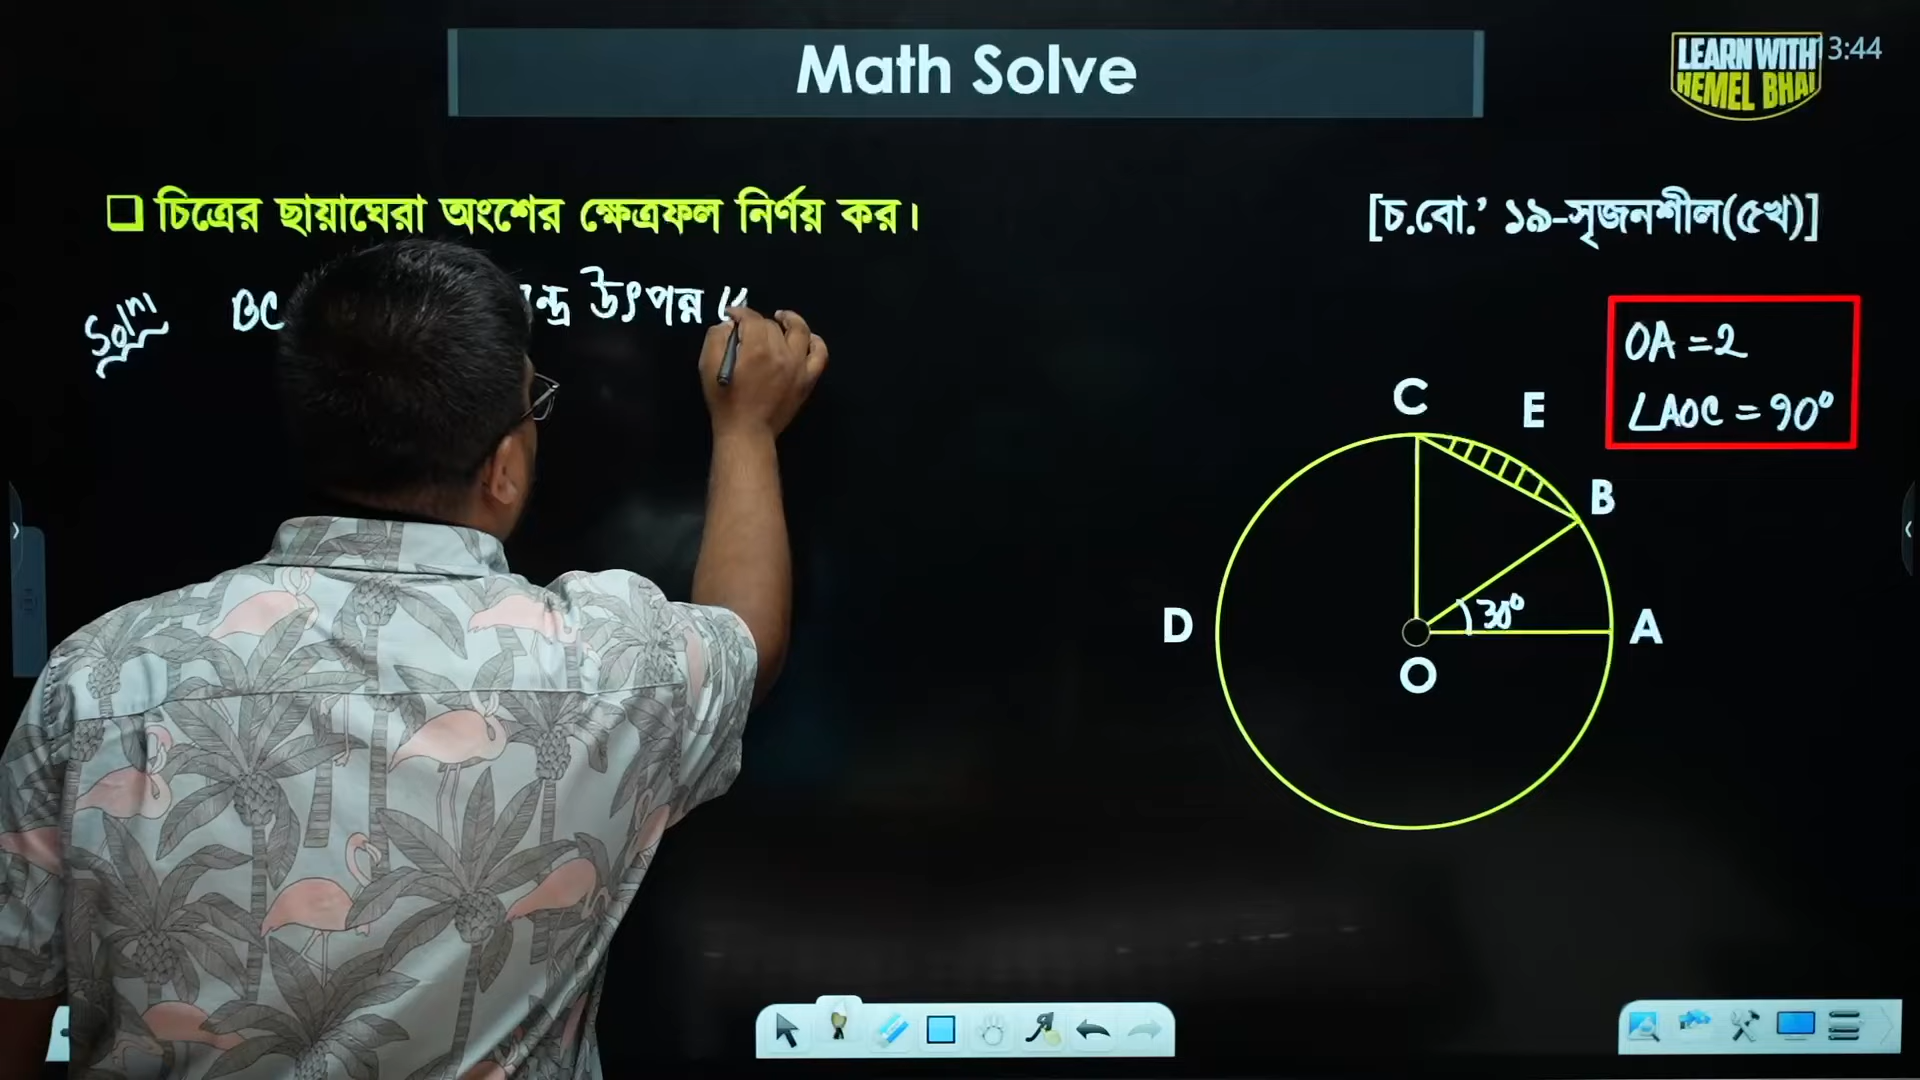 Math Solve
LEARN WITH
HEMEL BHAI
3:44
❑ চিত্রের ছায়াঘেরা অংশের ক্ষেত্রফল নির্ণয় কর।
[চ.বো.’ ১৯-সৃজনশীল(৫খ)]
Soln
BC উৎপন্ন
OA = 2
∠AOC = 90°
C
E
B
30°
D
A
O